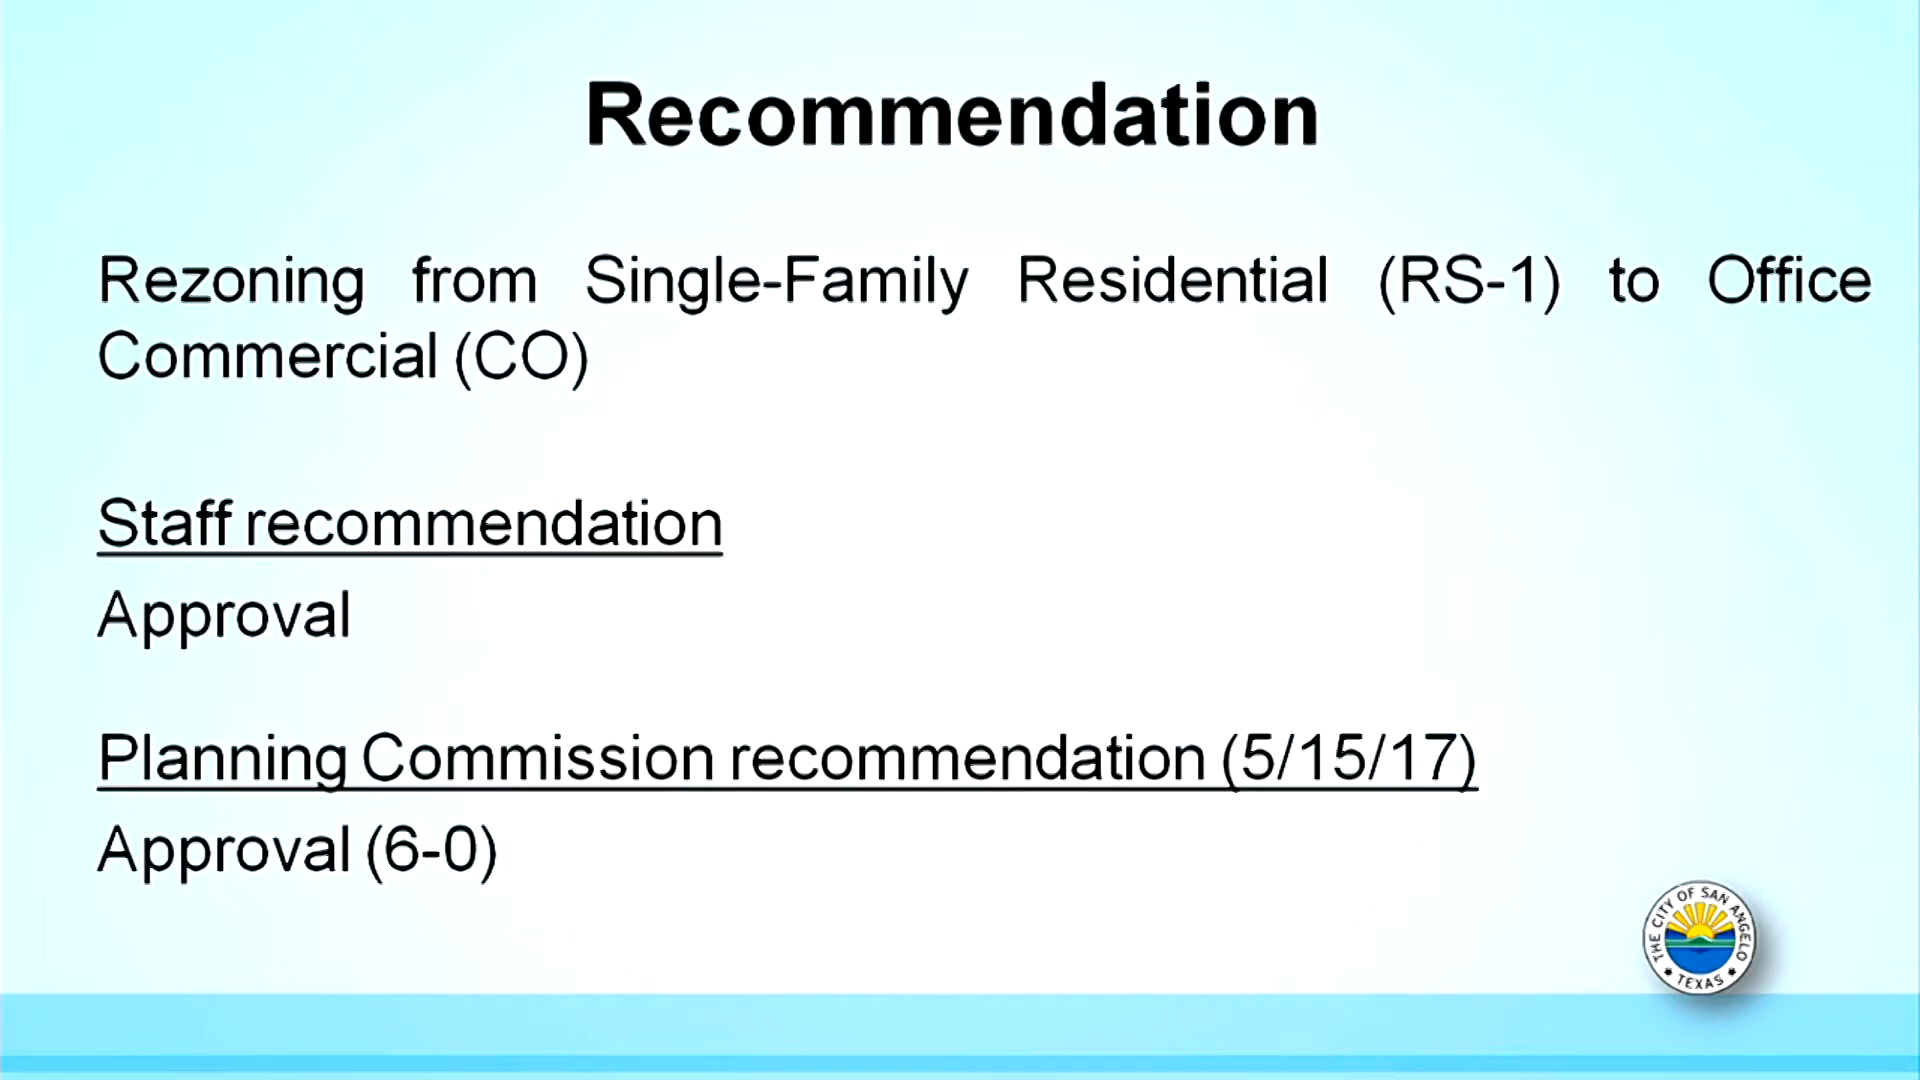 Recommendation
Rezoning from Single-Family Residential (RS-1) to Office
Commercial (CO)
Staff recommendation
Approval
Planning Commission recommendation (5/15/17)
Approval (6-0)
THE CITY OF SAN ANGELO
TEXAS